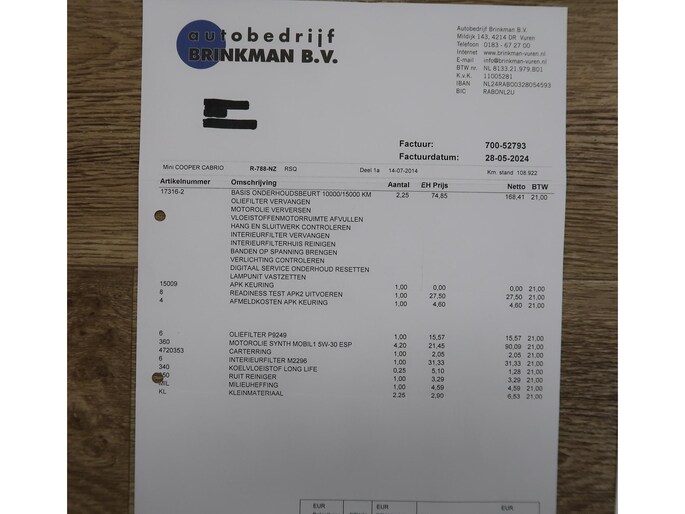 autobedrijf
BRINKMAN B.V.
Autobedrijf Brinkman B.V.
Mildijk 143, 4214 DR Vuren
Telefoon 0183 - 67 27 00
Internet www.brinkman-vuren.nl
E-mail info@brinkman-vuren.nl
BTW nr. NL.8133.21.979.B01
K.v.K. 11005281
IBAN NL24RABO0328054593
BIC RABONL2U
Factuur: 700-52793
Factuurdatum: 28-05-2024
Mini COOPER CABRIO R-788-NZ RSQ Deel 1a 14-07-2014 Km. stand 108.922
Artikelnummer Omschrijving Aantal EH Prijs Netto BTW
17316-2 BASIS ONDERHOUDSBEURT 10000/15000 KM 2,25 74,85 168,41 21,00
OLIEFILTER VERVANGEN
MOTOROLIE VERVERSEN
VLOEISTOFFENMOTORRUIMTE AFVULLEN
HANG EN SLUITWERK CONTROLEREN
INTERIEURFILTER VERVANGEN
INTERIEURFILTERHUIS REINIGEN
BANDEN OP SPANNING BRENGEN
VERLICHTING CONTROLEREN
DIGITAAL SERVICE ONDERHOUD RESETTEN
LAMPUNIT VASTZETTEN
15009 APK KEURING 1,00 0,00 0,00 21,00
8 READINESS TEST APK2 UITVOEREN 1,00 27,50 27,50 21,00
4 AFMELDKOSTEN APK KEURING 1,00 4,60 4,60 21,00
6 OLIEFILTER P9249 1,00 15,57 15,57 21,00
360 MOTOROLIE SYNTH MOBIL1 5W-30 ESP 4,20 21,45 90,09 21,00
4720353 CARTERRING 1,00 2,05 2,05 21,00
6 INTERIEURFILTER M2296 1,00 31,33 31,33 21,00
340 KOELVLOEISTOF LONG LIFE 0,25 5,10 1,28 21,00
50 RUIT REINIGER 1,00 3,29 3,29 21,00
MIL MILIEUHEFFING 1,00 4,59 4,59 21,00
KL KLEINMATERIAAL 2,25 2,90 6,53 21,00
EUR EUR EUR